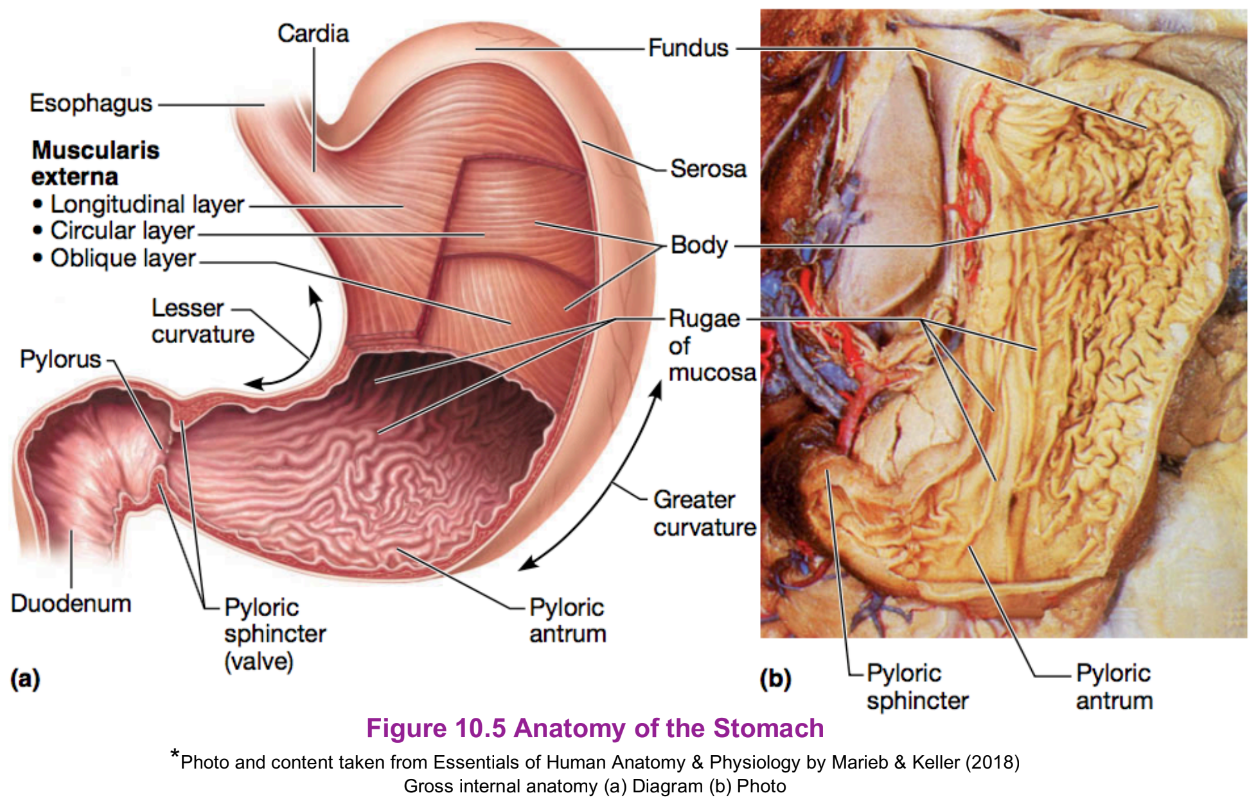 Cardia
Fundus
Esophagus
Muscularis
externa
• Longitudinal layer
• Circular layer
• Oblique layer
Serosa
Body
Lesser
curvature
Rugae
of
mucosa
Pylorus
Greater
curvature
Duodenum
Pyloric
sphincter
(valve)
Pyloric
antrum
(a)
(b)
Pyloric
sphincter
Pyloric
antrum
Figure 10.5 Anatomy of the Stomach
*Photo and content taken from Essentials of Human Anatomy & Physiology by Marieb & Keller (2018)
Gross internal anatomy (a) Diagram (b) Photo